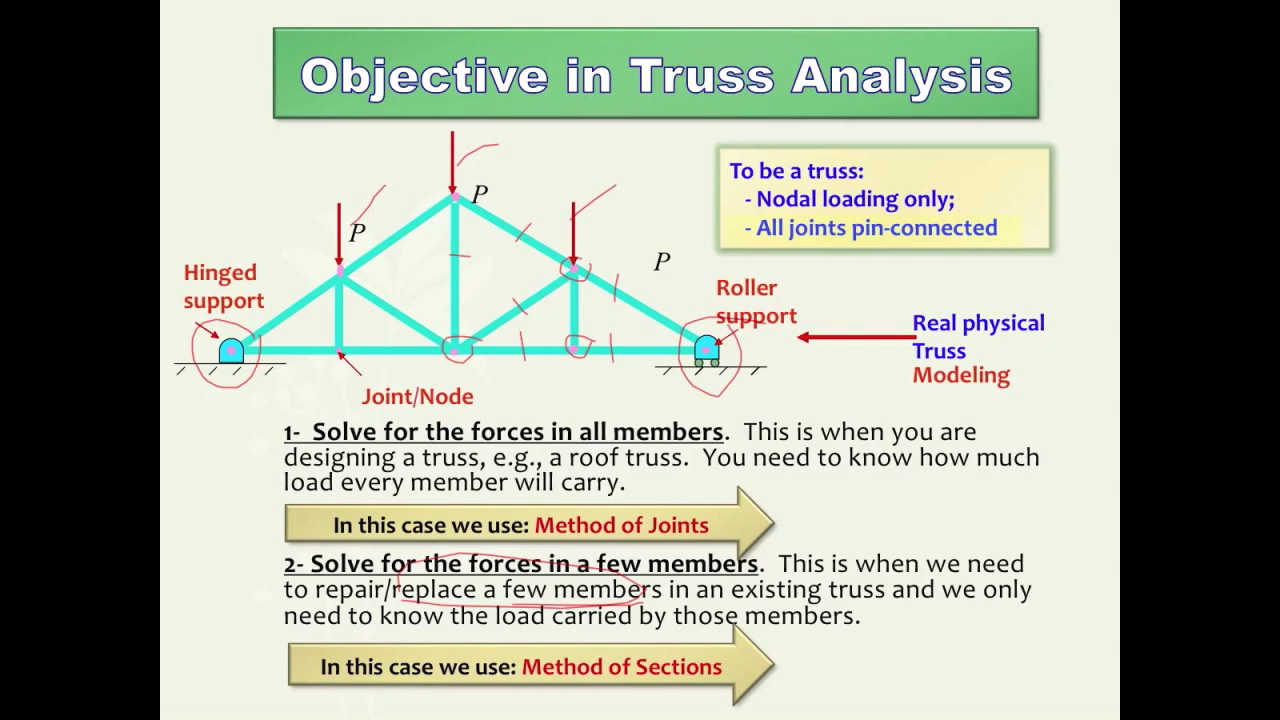 Objective in Truss Analysis
To be a truss:
- Nodal loading only;
- All joints pin-connected
P
P
P
Hinged
support
Roller
support
Real physical
Truss
Modeling
Joint/Node
1- Solve for the forces in all members. This is when you are
designing a truss, e.g., a roof truss. You need to know how much
load every member will carry.
In this case we use: Method of Joints
2- Solve for the forces in a few members. This is when we need
to repair/replace a few members in an existing truss and we only
need to know the load carried by those members.
In this case we use: Method of Sections